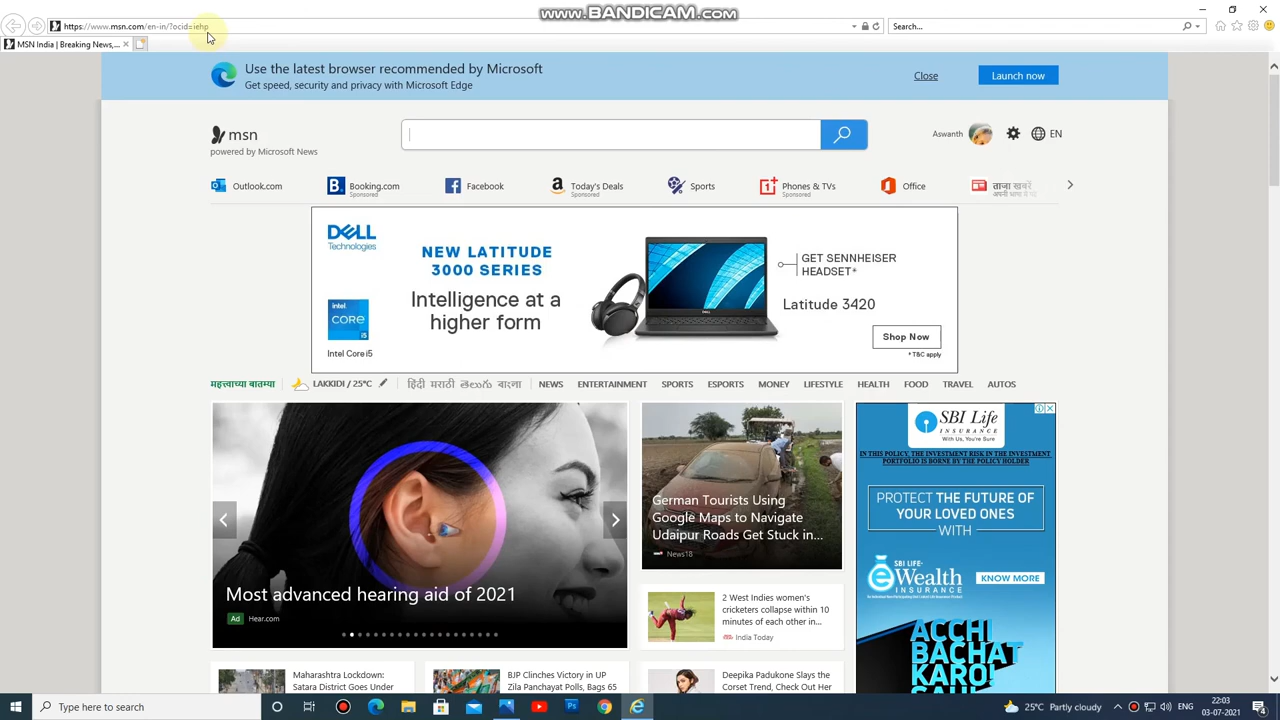 www.BANDICAM.com
https://www.msn.com/en-in/?ocid=iehp
Search...
MSN India | Breaking News,...
Use the latest browser recommended by Microsoft
Get speed, security and privacy with Microsoft Edge
Close
Launch now
msn
powered by Microsoft News
Aswanth
EN
Outlook.com
Booking.com
Sponsored
Facebook
Today's Deals
Sponsored
Sports
Phones & TVs
Sponsored
Office
ताजा खबरें
DELL
Technologies
NEW LATITUDE
3000 SERIES
Intelligence at a
higher form
intel
CORE
i5
Intel Core i5
GET SENNHEISER
HEADSET*
Latitude 3420
Shop Now
*T&C apply
महत्त्वाच्या बातम्या
LAKKIDI / 25°C
हिंदी मराठी తెలుగు বাংলা
NEWS ENTERTAINMENT SPORTS ESPORTS MONEY LIFESTYLE HEALTH FOOD TRAVEL AUTOS
Most advanced hearing aid of 2021
Ad Hear.com
German Tourists Using
Google Maps to Navigate
Udaipur Roads Get Stuck in...
News18
2 West Indies women's
cricketers collapse within 10
minutes of each other in...
India Today
SBI Life
INSURANCE
With Us, You're Sure
IN THIS POLICY, THE INVESTMENT RISK IN THE INVESTMENT
PORTFOLIO IS BORNE BY THE POLICY HOLDER
PROTECT THE FUTURE OF
YOUR LOVED ONES
WITH
SBI LIFE
eWealth
INSURANCE
KNOW MORE
ACCHI
BACHAT
KARO
Maharashtra Lockdown:
Satara District Goes Under
BJP Clinches Victory in UP
Zila Panchayat Polls, Bags 65
Deepika Padukone Slays the
Corset Trend, Check Out Her
Type here to search
25°C Partly cloudy
22:03
03-07-2021